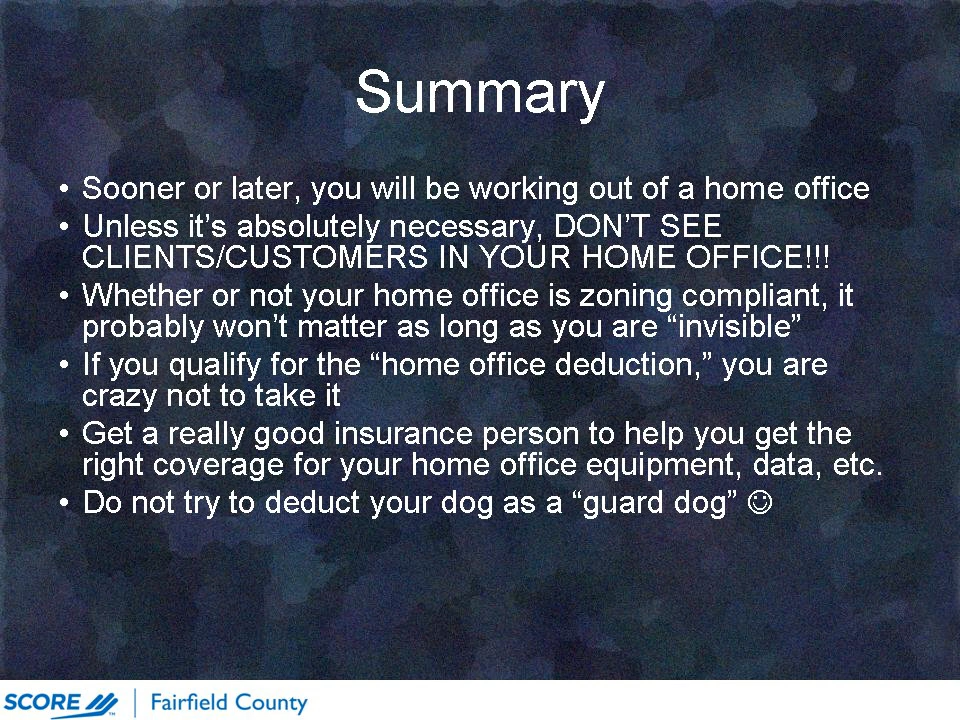 Summary
• Sooner or later, you will be working out of a home office
• Unless it’s absolutely necessary, DON’T SEE
CLIENTS/CUSTOMERS IN YOUR HOME OFFICE!!!
• Whether or not your home office is zoning compliant, it
probably won’t matter as long as you are “invisible”
• If you qualify for the “home office deduction,” you are
crazy not to take it
• Get a really good insurance person to help you get the
right coverage for your home office equipment, data, etc.
• Do not try to deduct your dog as a “guard dog” ☺
SCORE | Fairfield County